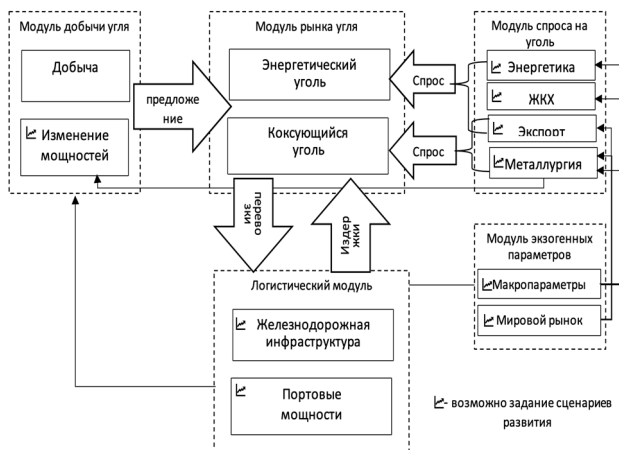 Модуль добычи угля
Добыча
Изменение
мощностей
предложе
ние
Модуль рынка угля
Энергетический
уголь
Коксующийся
уголь
Спрос
Спрос
Модуль спроса на
уголь
Энергетика
ЖКХ
Экспорт
Металлургия
перево
зки
Издер
жки
Модуль экзогенных
параметров
Макропараметры
Мировой рынок
Логистический модуль
Железнодорожная
инфраструктура
Портовые
мощности
- возможно задание сценариев
развития